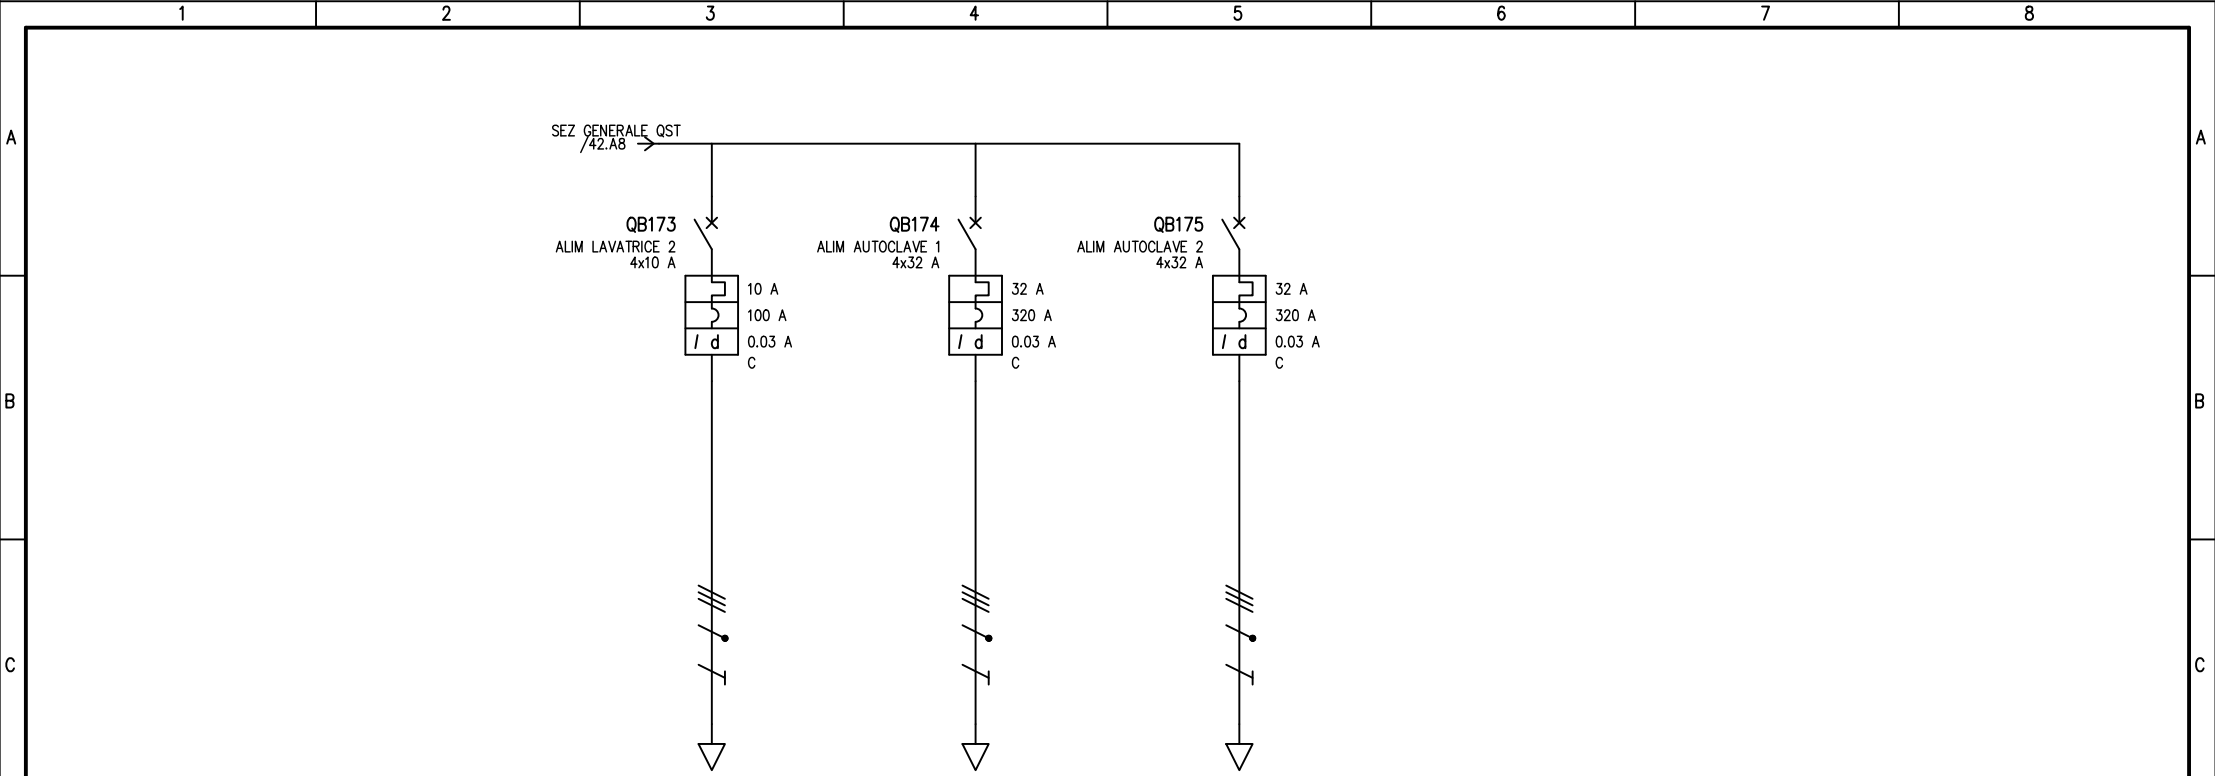 1 2 3 4 5 6 7 8
A A
SEZ GENERALE QST
/42.A8
QB173 QB174 QB175
ALIM LAVATRICE 2 ALIM AUTOCLAVE 1 ALIM AUTOCLAVE 2
4x10 A 4x32 A 4x32 A
10 A 32 A 32 A
100 A 320 A 320 A
I d 0.03 A I d 0.03 A I d 0.03 A
C C C
B B
C C